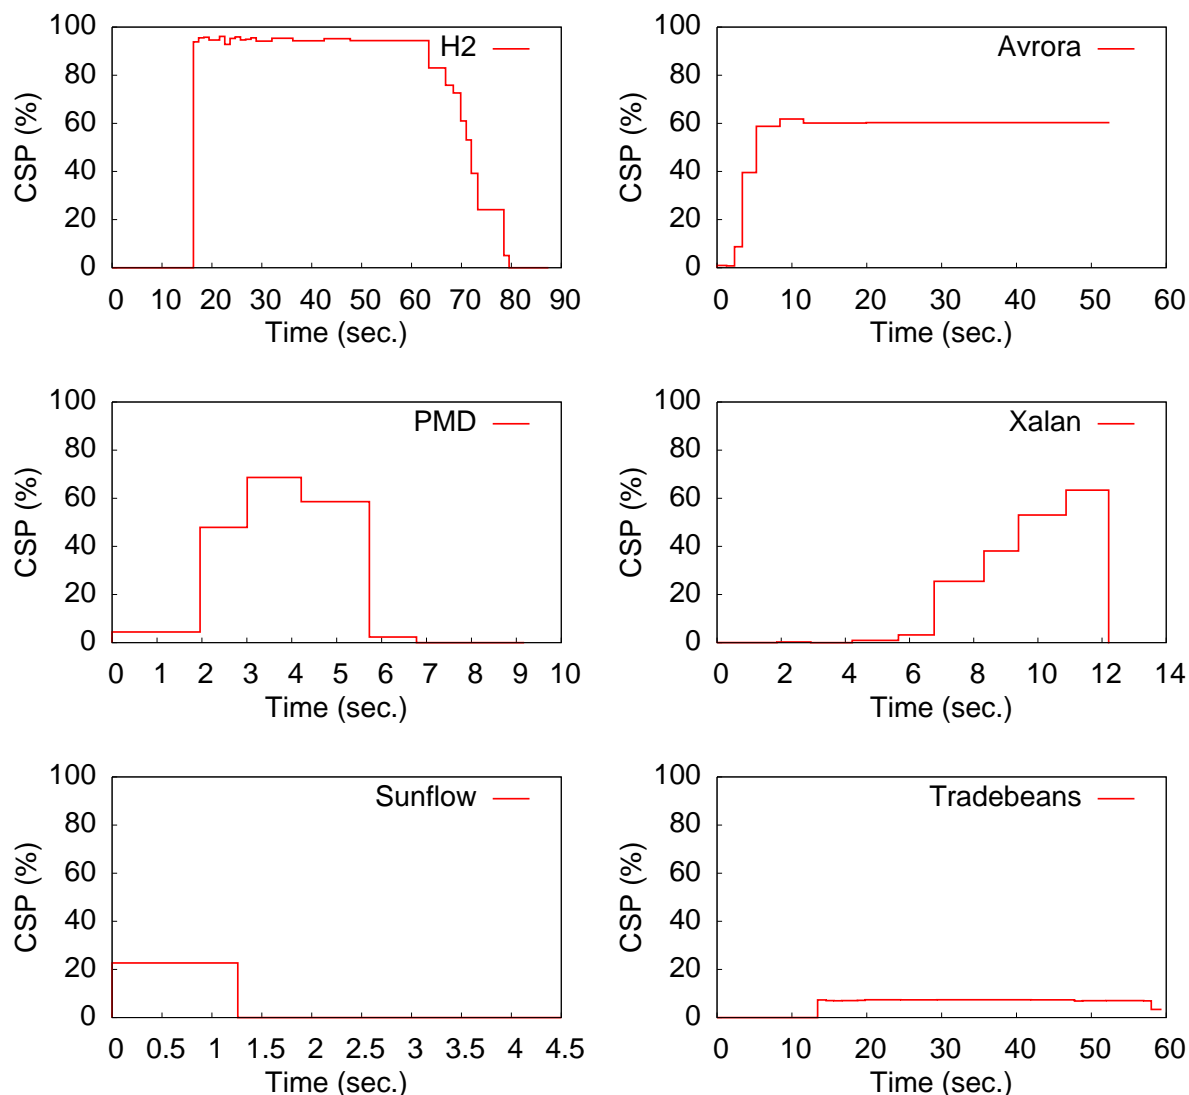 100
80
60
40
20
0
CSP (%)
H2
0 10 20 30 40 50 60 70 80 90
Time (sec.)
100
80
60
40
20
0
CSP (%)
Avrora
0 10 20 30 40 50 60
Time (sec.)
100
80
60
40
20
0
CSP (%)
PMD
0 1 2 3 4 5 6 7 8 9 10
Time (sec.)
100
80
60
40
20
0
CSP (%)
Xalan
0 2 4 6 8 10 12 14
Time (sec.)
100
80
60
40
20
0
CSP (%)
Sunflow
0 0.5 1 1.5 2 2.5 3 3.5 4 4.5
Time (sec.)
100
80
60
40
20
0
CSP (%)
Tradebeans
0 10 20 30 40 50 60
Time (sec.)